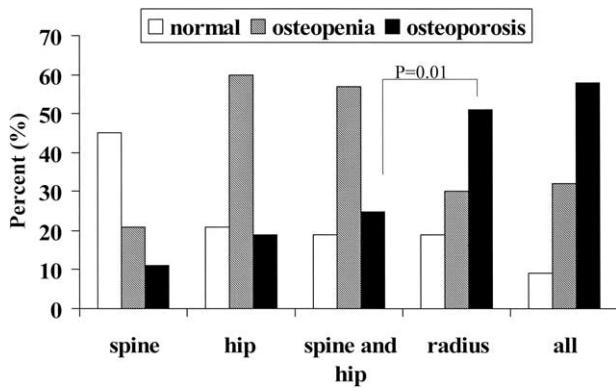 normal osteopenia osteoporosis
70
60
50
40
30
20
10
0
Percent (%)
P=0.01
spine hip spine and radius all
hip